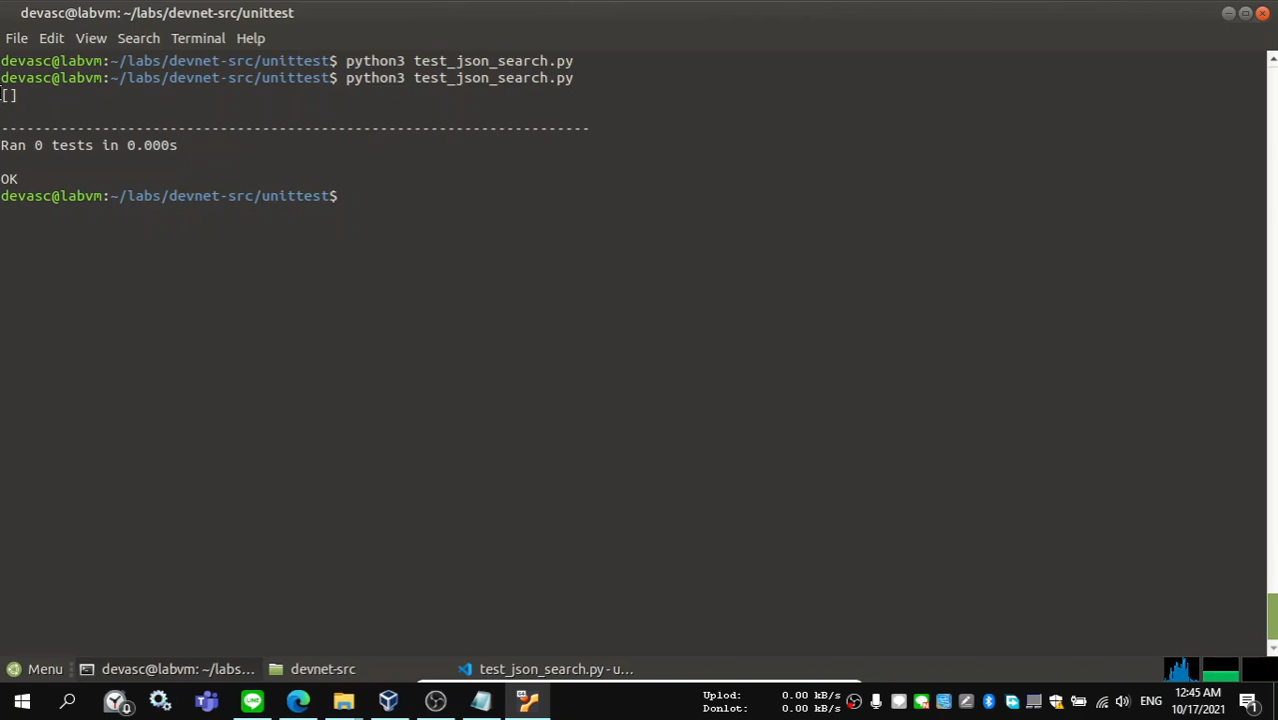 devasc@labvm: ~/labs/devnet-src/unittest
File Edit View Search Terminal Help
devasc@labvm:~/labs/devnet-src/unittest$ python3 test_json_search.py
devasc@labvm:~/labs/devnet-src/unittest$ python3 test_json_search.py
[]
----------------------------------------------------------------------
Ran 0 tests in 0.000s
OK
devasc@labvm:~/labs/devnet-src/unittest$
Menu devasc@labvm: ~/labs... devnet-src test_json_search.py - u...
Uplod: 0.00 kB/s
Donlot: 0.00 kB/s
LINE
0
ENG
12:45 AM
10/17/2021
1